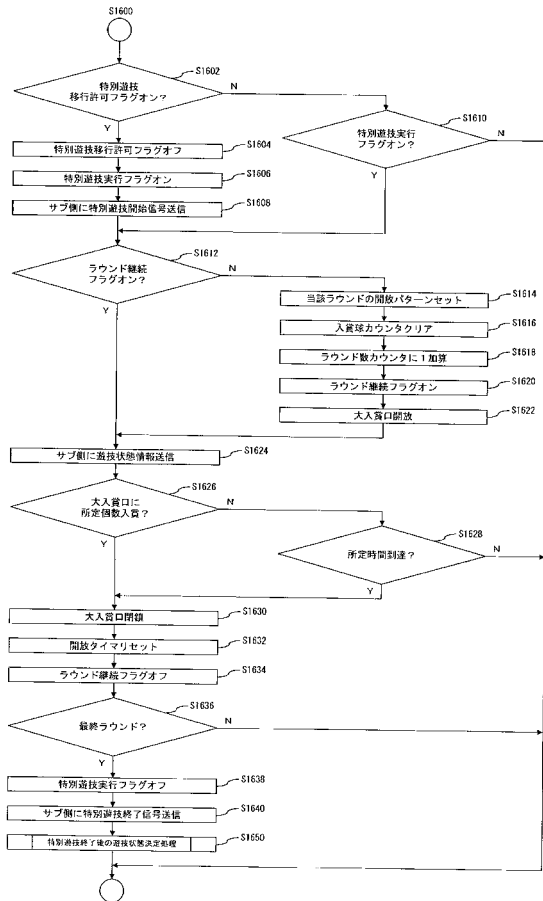 S1600
S1602
特別遊技
移行許可フラグオン?
N
Y
S1610
特別遊技実行
フラグオン?
N
Y
特別遊技移行許可フラグオフ
S1604
特別遊技実行フラグオン
S1606
サブ側に特別遊技開始信号送信
S1608
S1612
ラウンド継続
フラグオン?
N
Y
当該ラウンドの開放パターンセット
S1614
入賞球カウンタクリア
S1616
ラウンド数カウンタに1加算
S1618
ラウンド継続フラグオン
S1620
大入賞口開放
S1622
サブ側に遊技状態情報送信
S1624
S1626
大入賞口に
所定個数入賞?
N
Y
S1628
所定時間到達?
N
Y
大入賞口閉鎖
S1630
開放タイマリセット
S1632
ラウンド継続フラグオフ
S1634
S1636
最終ラウンド?
N
Y
特別遊技実行フラグオフ
S1638
サブ側に特別遊技終了信号送信
S1640
特別遊技終了後の遊技状態決定処理
S1650